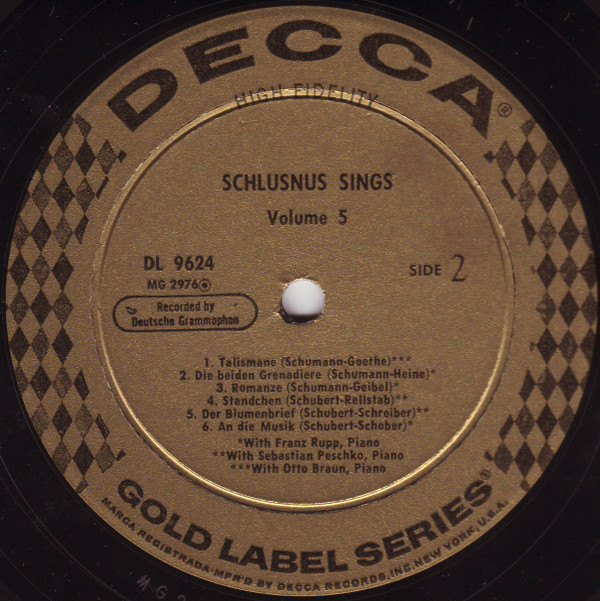 DECCA®
HIGH FIDELITY
SCHLUSNUS SINGS
Volume 5
DL 9624
MG 2976
SIDE 2
Recorded by
Deutsche Grammophon
1. Talismane (Schumann-Goethe)***
2. Die beiden Grenadiere (Schumann-Heine)*
3. Romanze (Schumann-Geibel)*
4. Standchen (Schubert-Rellstab)**
5. Der Blumenbrief (Schubert-Schreiber)**
6. An die Musik (Schubert-Schober)*
*With Franz Rupp, Piano
**With Sebastian Peschko, Piano
***With Otto Braun, Piano
GOLD LABEL SERIES®
MARCA REGISTRADA·MFR'D BY DECCA RECORDS, INC. NEW YORK, U.S.A.